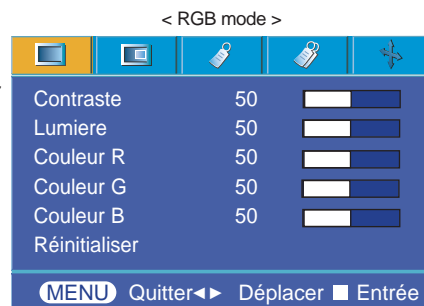 < RGB mode >
Contraste 50
Lumiere 50
Couleur R 50
Couleur G 50
Couleur B 50
Réinitialiser
MENU Quitter◄► Déplacer ■ Entrée